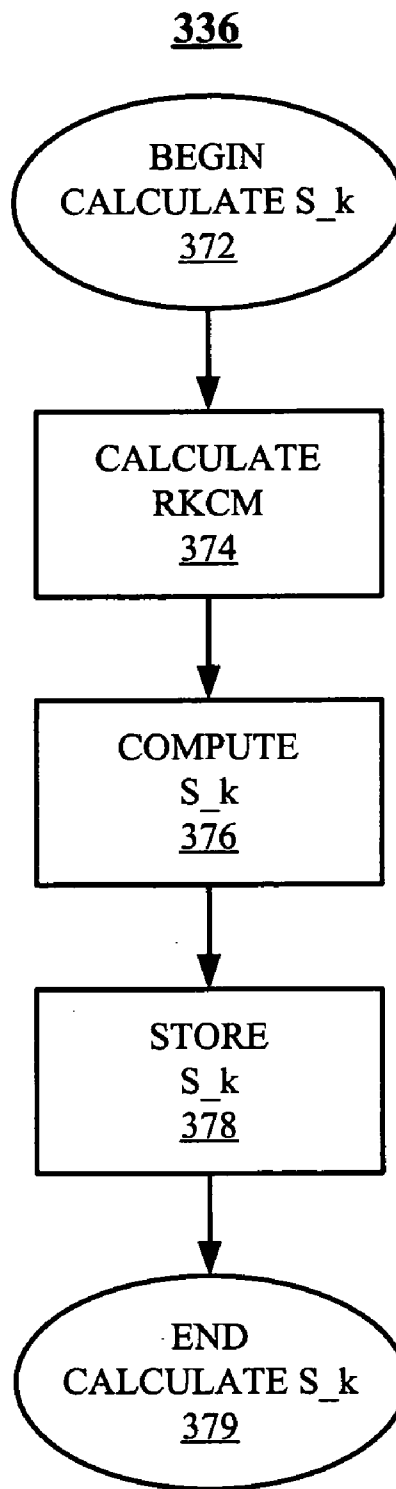 336
BEGIN
CALCULATE S_k
372
CALCULATE
RKCM
374
COMPUTE
S_k
376
STORE
S_k
378
END
CALCULATE S_k
379